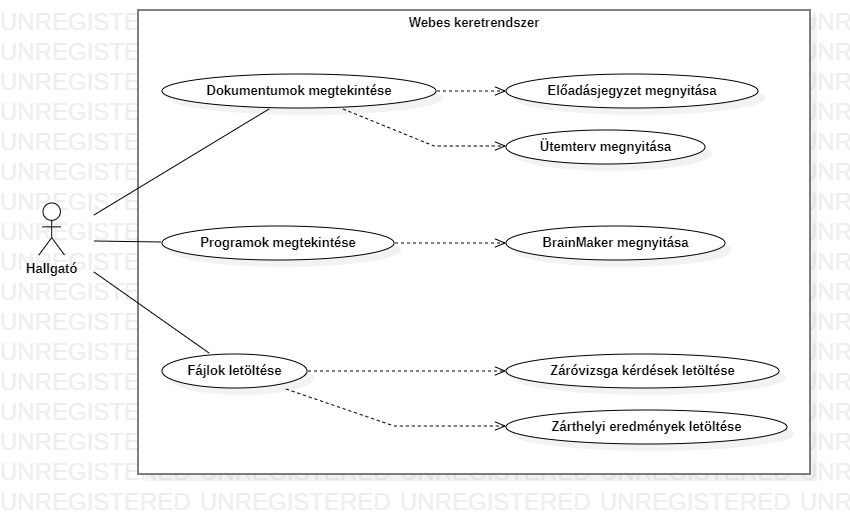 Webes keretrendszer
Dokumentumok megtekintése
Előadásjegyzet megnyitása
Ütemterv megnyitása
Programok megtekintése
BrainMaker megnyitása
Hallgató
Fájlok letöltése
Záróvizsga kérdések letöltése
Zárthelyi eredmények letöltése
UNREGISTERED UNREGISTERED UNREGISTERED UNREGISTERED